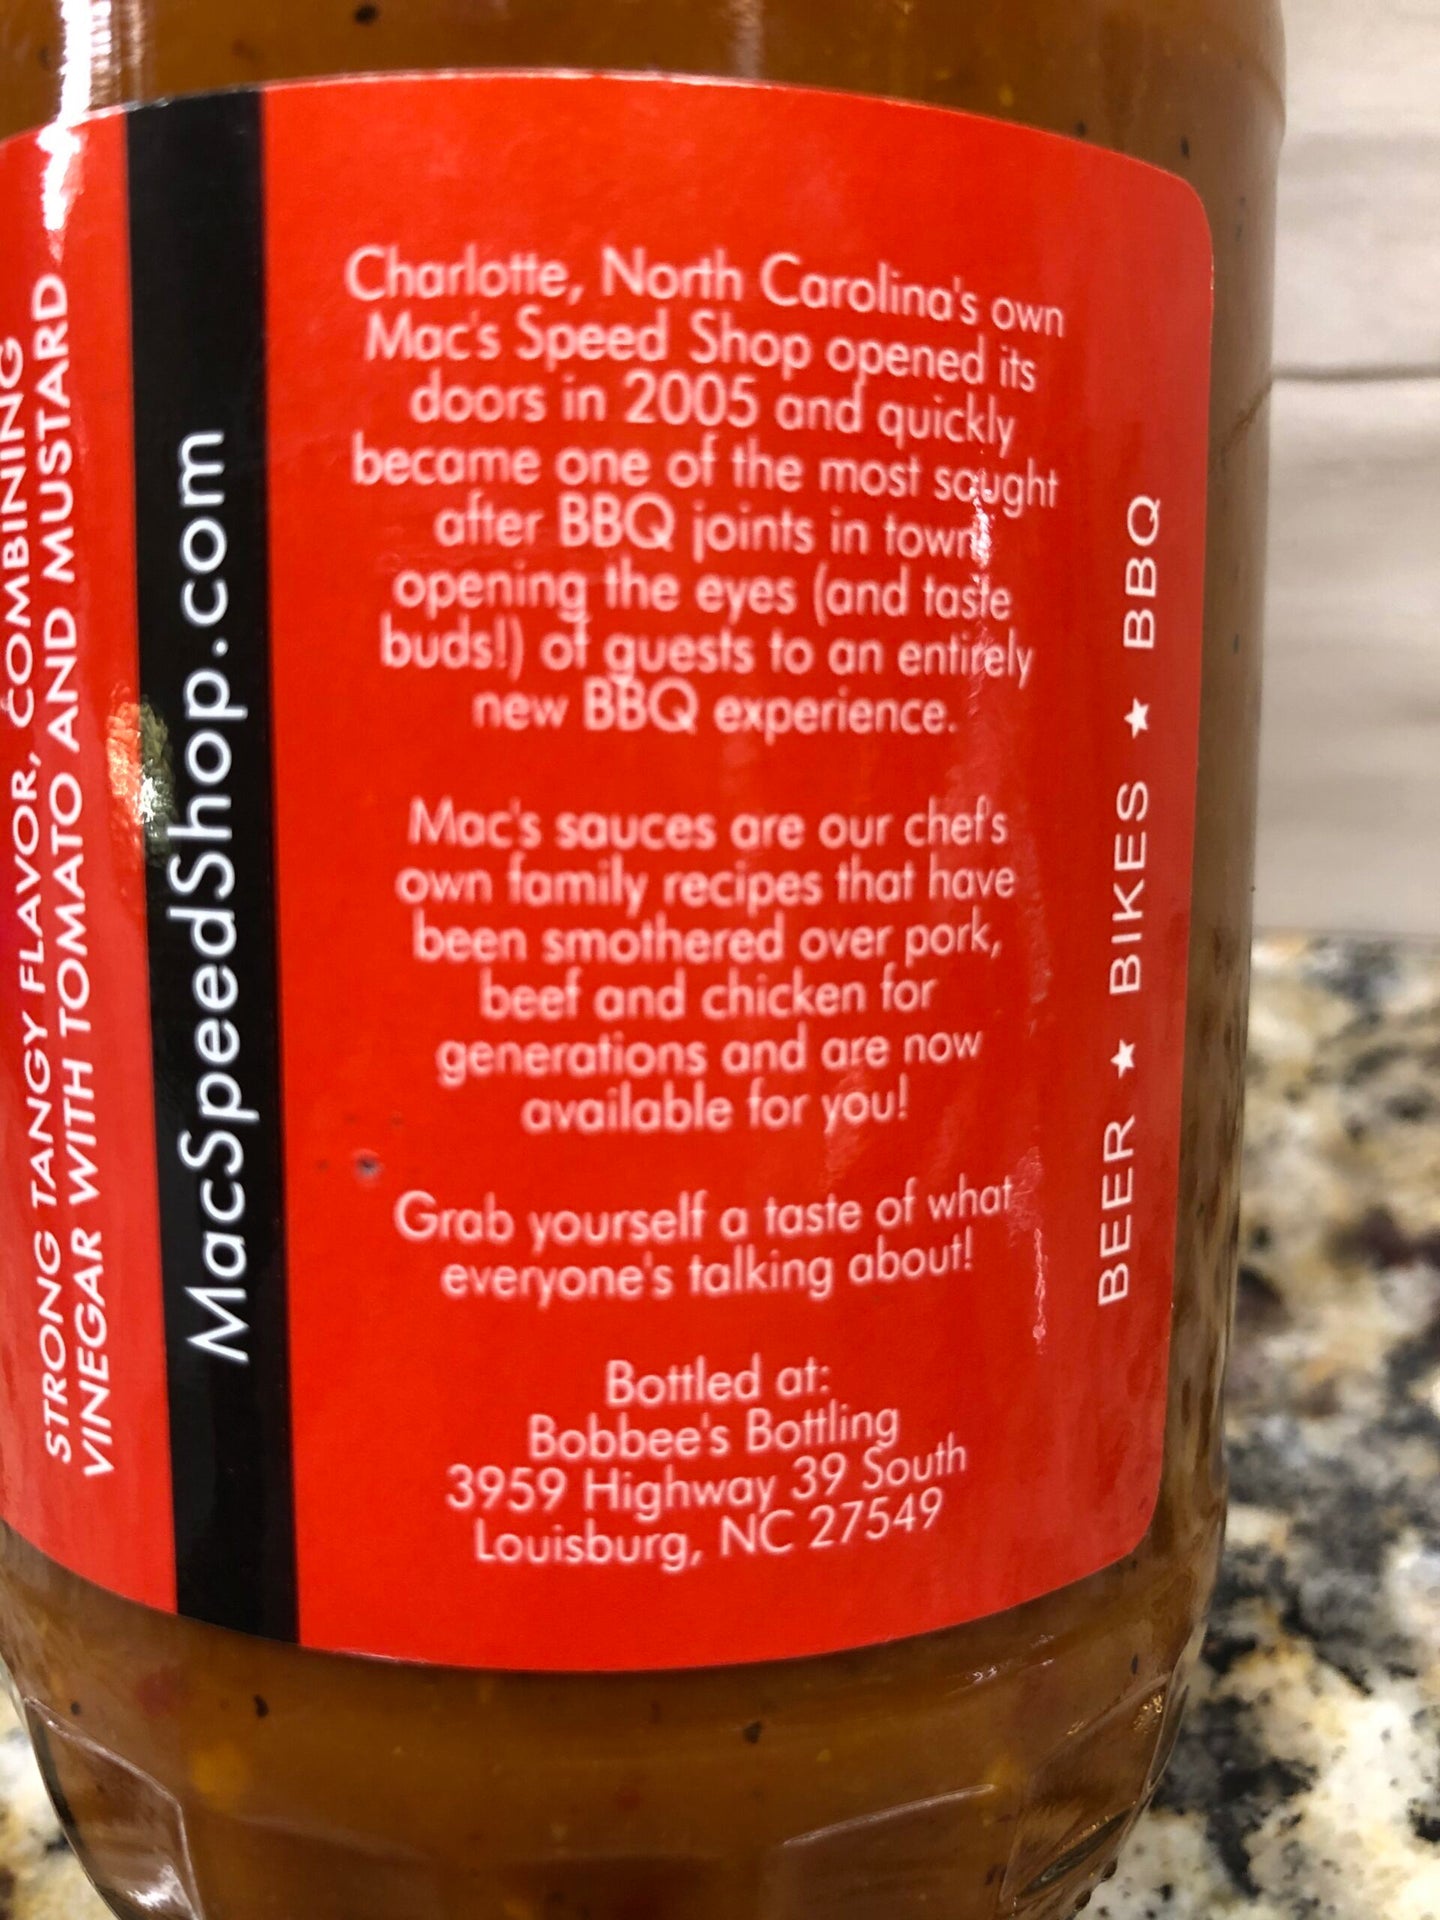 STRONG TANGY FLAVOR, COMBINING
VINEGAR WITH TOMATO AND MUSTARD
MacSpeedShop.com
Charlotte, North Carolina's own
Mac's Speed Shop opened its
doors in 2005 and quickly
became one of the most sought
after BBQ joints in town,
opening the eyes (and taste
buds!) of guests to an entirely
new BBQ experience.
Mac's sauces are our chef's
own family recipes that have
been smothered over pork,
beef and chicken for
generations and are now
available for you!
Grab yourself a taste of what
everyone's talking about!
Bottled at:
Bobbee's Bottling
3959 Highway 39 South
Louisburg, NC 27549
BEER ★ BIKES ★ BBQ